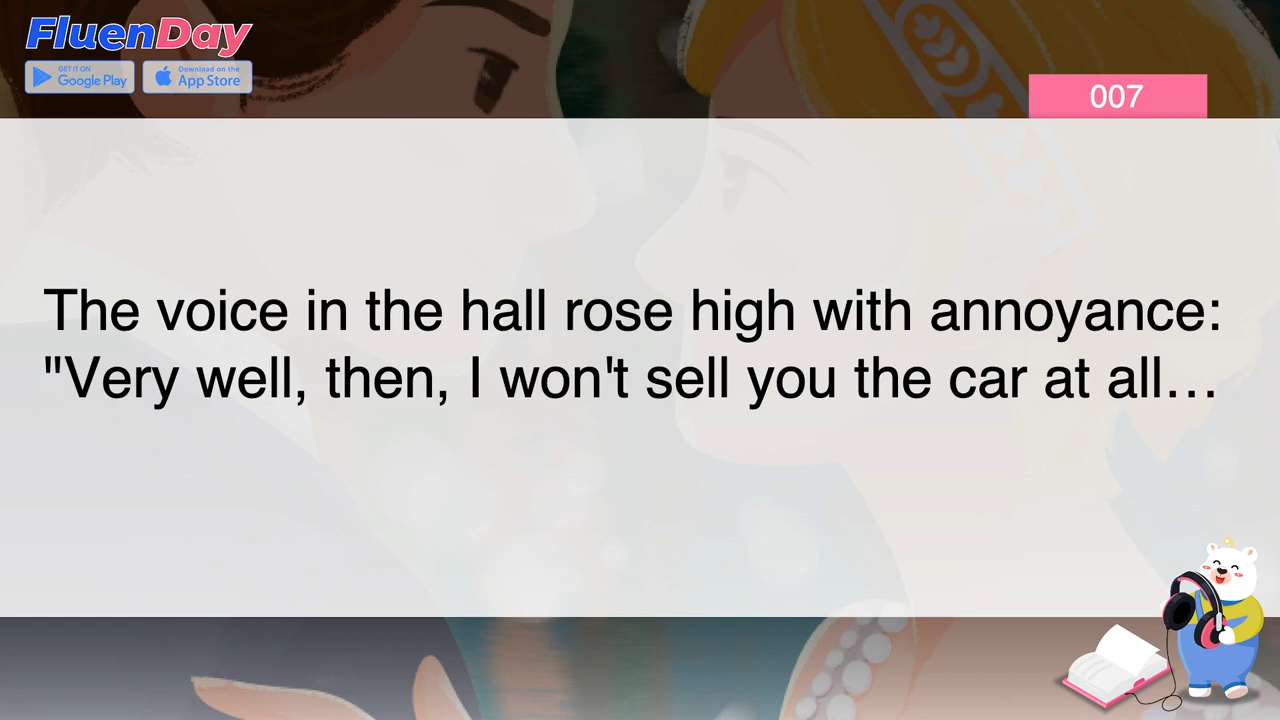 FluenDay
GET IT ON
Google Play
Download on the
App Store
007
The voice in the hall rose high with annoyance:
"Very well, then, I won't sell you the car at all…